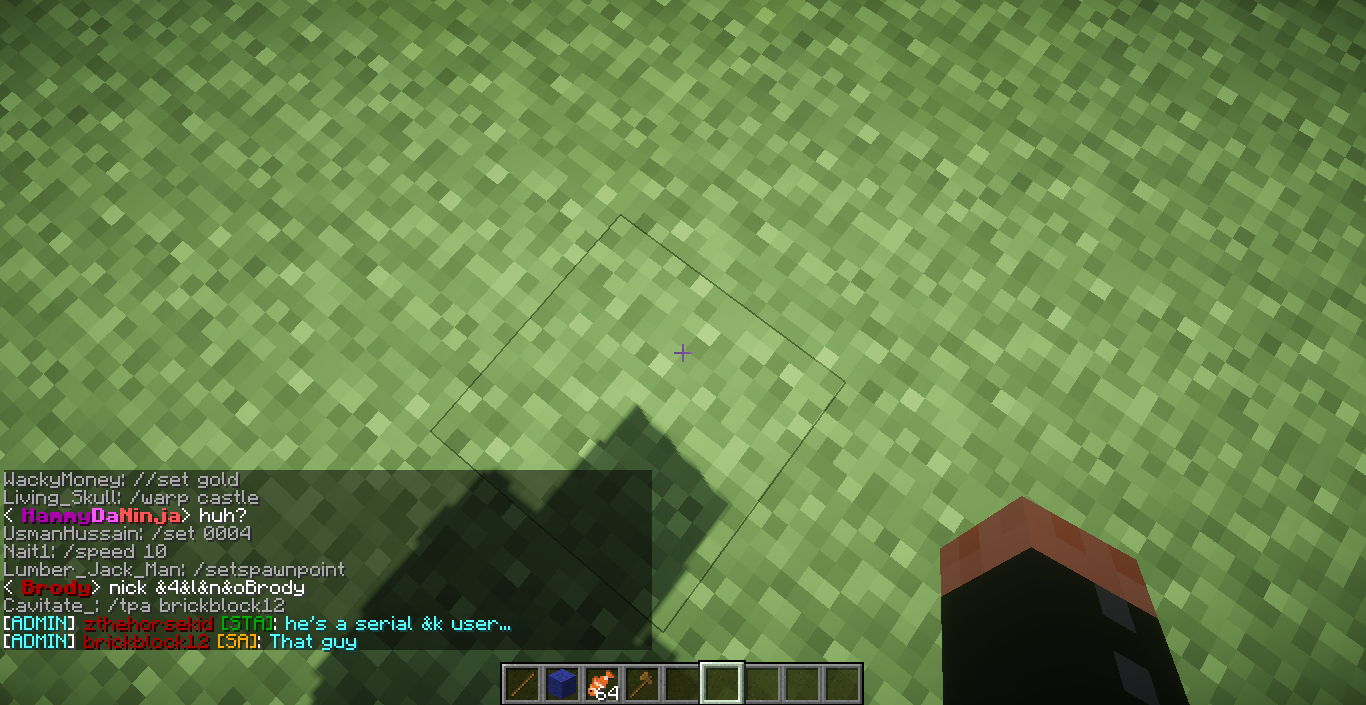 WackyMoney: //set gold
Living_Skull: /warp castle
< HammyDaNinja> huh?
UsmanHussain: /set 0004
Nait1: /speed 10
Lumber_Jack_Man: /setspawnpoint
< Brody> nick &4&l&n&oBrody
Cavitate_: /tpa brickblock12
[ADMIN] zthehorsekid [STA]: he's a serial &k user...
[ADMIN] brickblock12 [SA]: That guy
64